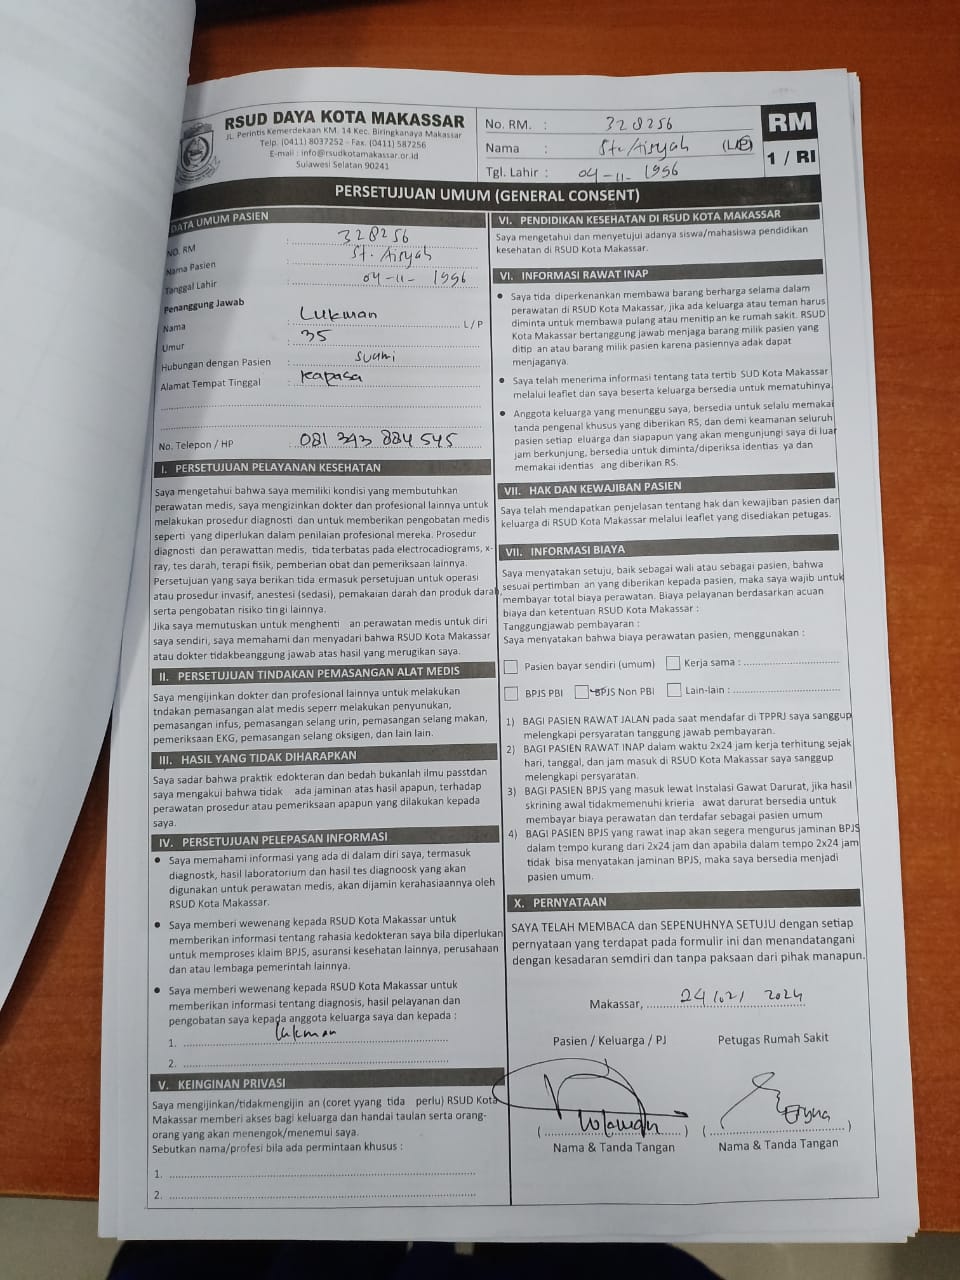 RSUD DAYA KOTA MAKASSAR
JL. Perintis Kemerdekaan KM. 14 Kec. Biringkanaya Makassar
Telp. (0411) 8037252 - Fax. (0411) 587256
E-mail : info@rsudkotamakassar.or.id
Sulawesi Selatan 90241
No. RM. : 328256
Nama : St. Aisyah
Tgl. Lahir : 04-11-1996
RM
1 / RI
PERSETUJUAN UMUM (GENERAL CONSENT)
DATA UMUM PASIEN
NO. RM : 328256
Nama Pasien : St. Aisyah
Tanggal Lahir : 04-11-1996
Penanggung Jawab
Nama : Lukman L / P
Umur : 35
Hubungan dengan Pasien : Suami
Alamat Tempat Tinggal : Kapasa
No. Telepon / HP : 081 343 884 545
I. PERSETUJUAN PELAYANAN KESEHATAN
Saya mengetahui bahwa saya memiliki kondisi yang membutuhkan
perawatan medis, saya mengizinkan dokter dan profesional lainnya untuk
melakukan prosedur diagnosti dan untuk memberikan pengobatan medis
seperti yang diperlukan dalam penilaian profesional mereka. Prosedur
diagnosti dan perawattan medis, tida terbatas pada electrocadiograms, x-
ray, tes darah, terapi fisik, pemberian obat dan pemeriksaan lainnya.
Persetujuan yang saya berikan tida ermasuk persetujuan untuk operasi
atau prosedur invasif, anestesi (sedasi), pemakaian darah dan produk darah,
serta pengobatan risiko tin gi lainnya.
Jika saya memutuskan untuk menghenti an perawatan medis untuk diri
saya sendiri, saya memahami dan menyadari bahwa RSUD Kota Makassar
atau dokter tidakbeanggung jawab atas hasil yang merugikan saya.
II. PERSETUJUAN TINDAKAN PEMASANGAN ALAT MEDIS
Saya mengijinkan dokter dan profesional lainnya untuk melakukan
tndakan pemasangan alat medis seperr melakukan penyunukan,
pemasangan infus, pemasangan selang urin, pemasangan selang makan,
pemeriksaan EKG, pemasangan selang oksigen, dan lain lain.
III. HASIL YANG TIDAK DIHARAPKAN
Saya sadar bahwa praktik edokteran dan bedah bukanlah ilmu passtdan
saya mengakui bahwa tidak ada jaminan atas hasil apapun, terhadap
perawatan prosedur atau pemeriksaan apapun yang dilakukan kepada
saya.
IV. PERSETUJUAN PELEPASAN INFORMASI
• Saya memahami informasi yang ada di dalam diri saya, termasuk
diagnostk, hasil laboratorium dan hasil tes diagnoosk yang akan
digunakan untuk perawatan medis, akan dijamin kerahasiaannya oleh
RSUD Kota Makassar.
• Saya memberi wewenang kepada RSUD Kota Makassar untuk
memberikan informasi tentang rahasia kedokteran saya bila diperlukan
untuk memproses klaim BPJS, asuransi kesehatan lainnya, perusahaan
dan atau lembaga pemerintah lainnya.
• Saya memberi wewenang kepada RSUD Kota Makassar untuk
memberikan informasi tentang diagnosis, hasil pelayanan dan
pengobatan saya kepada anggota keluarga saya dan kepada :
1. Lukman
2.
V. KEINGINAN PRIVASI
Saya mengijinkan/tidakmengijin an (coret yyang tida perlu) RSUD Kota
Makassar memberi akses bagi keluarga dan handai taulan serta orang-
orang yang akan menengok/menemui saya.
Sebutkan nama/profesi bila ada permintaan khusus :
1.
2.
VI. PENDIDIKAN KESEHATAN DI RSUD KOTA MAKASSAR
Saya mengetahui dan menyetujui adanya siswa/mahasiswa pendidikan
kesehatan di RSUD Kota Makassar.
VI. INFORMASI RAWAT INAP
• Saya tida diperkenankan membawa barang berharga selama dalam
perawatan di RSUD Kota Makassar, jika ada keluarga atau teman harus
diminta untuk membawa pulang atau menitip an ke rumah sakit. RSUD
Kota Makassar bertanggung jawab menjaga barang milik pasien yang
ditip an atau barang milik pasien karena pasiennya adak dapat
menjaganya.
• Saya telah menerima informasi tentang tata tertib SUD Kota Makassar
melalui leaflet dan saya beserta keluarga bersedia untuk mematuhinya
• Anggota keluarga yang menunggu saya, bersedia untuk selalu memakai
tanda pengenal khusus yang diberikan RS, dan demi keamanan seluruh
pasien setiap eluarga dan siapapun yang akan mengunjungi saya di luar
jam berkunjung, bersedia untuk diminta/diperiksa identias ya dan
memakai identias ang diberikan RS.
VII. HAK DAN KEWAJIBAN PASIEN
Saya telah mendapatkan penjelasan tentang hak dan kewajiban pasien dan
keluarga di RSUD Kota Makassar melalui leaflet yang disediakan petugas.
VII. INFORMASI BIAYA
Saya menyatakan setuju, baik sebagai wali atau sebagai pasien, bahwa
sesuai pertimban an yang diberikan kepada pasien, maka saya wajib untuk
membayar total biaya perawatan. Biaya pelayanan berdasarkan acuan
biaya dan ketentuan RSUD Kota Makassar :
Tanggungjawab pembayaran :
Saya menyatakan bahwa biaya perawatan pasien, menggunakan :
Pasien bayar sendiri (umum) Kerja sama :
BPJS PBI BPJS Non PBI Lain-lain :
1) BAGI PASIEN RAWAT JALAN pada saat mendafar di TPPRJ saya sanggup
melengkapi persyaratan tanggung jawab pembayaran.
2) BAGI PASIEN RAWAT INAP dalam waktu 2x24 jam kerja terhitung sejak
hari, tanggal, dan jam masuk di RSUD Kota Makassar saya sanggup
melengkapi persyaratan.
3) BAGI PASIEN BPJS yang masuk lewat Instalasi Gawat Darurat, jika hasil
skrining awal tidakmemenuhi krieria awat darurat bersedia untuk
membayar biaya perawatan dan terdafar sebagai pasien umum
4) BAGI PASIEN BPJS yang rawat inap akan segera mengurus jaminan BPJS
dalam tempo kurang dari 2x24 jam dan apabila dalam tempo 2x24 jam
tidak bisa menyatakan jaminan BPJS, maka saya bersedia menjadi
pasien umum.
X. PERNYATAAN
SAYA TELAH MEMBACA dan SEPENUHNYA SETUJU dengan setiap
pernyataan yang terdapat pada formulir ini dan menandatangani
dengan kesadaran semdiri dan tanpa paksaan dari pihak manapun.
Makassar, 24/02/2024
Pasien / Keluarga / PJ Petugas Rumah Sakit
Nama & Tanda Tangan Nama & Tanda Tangan